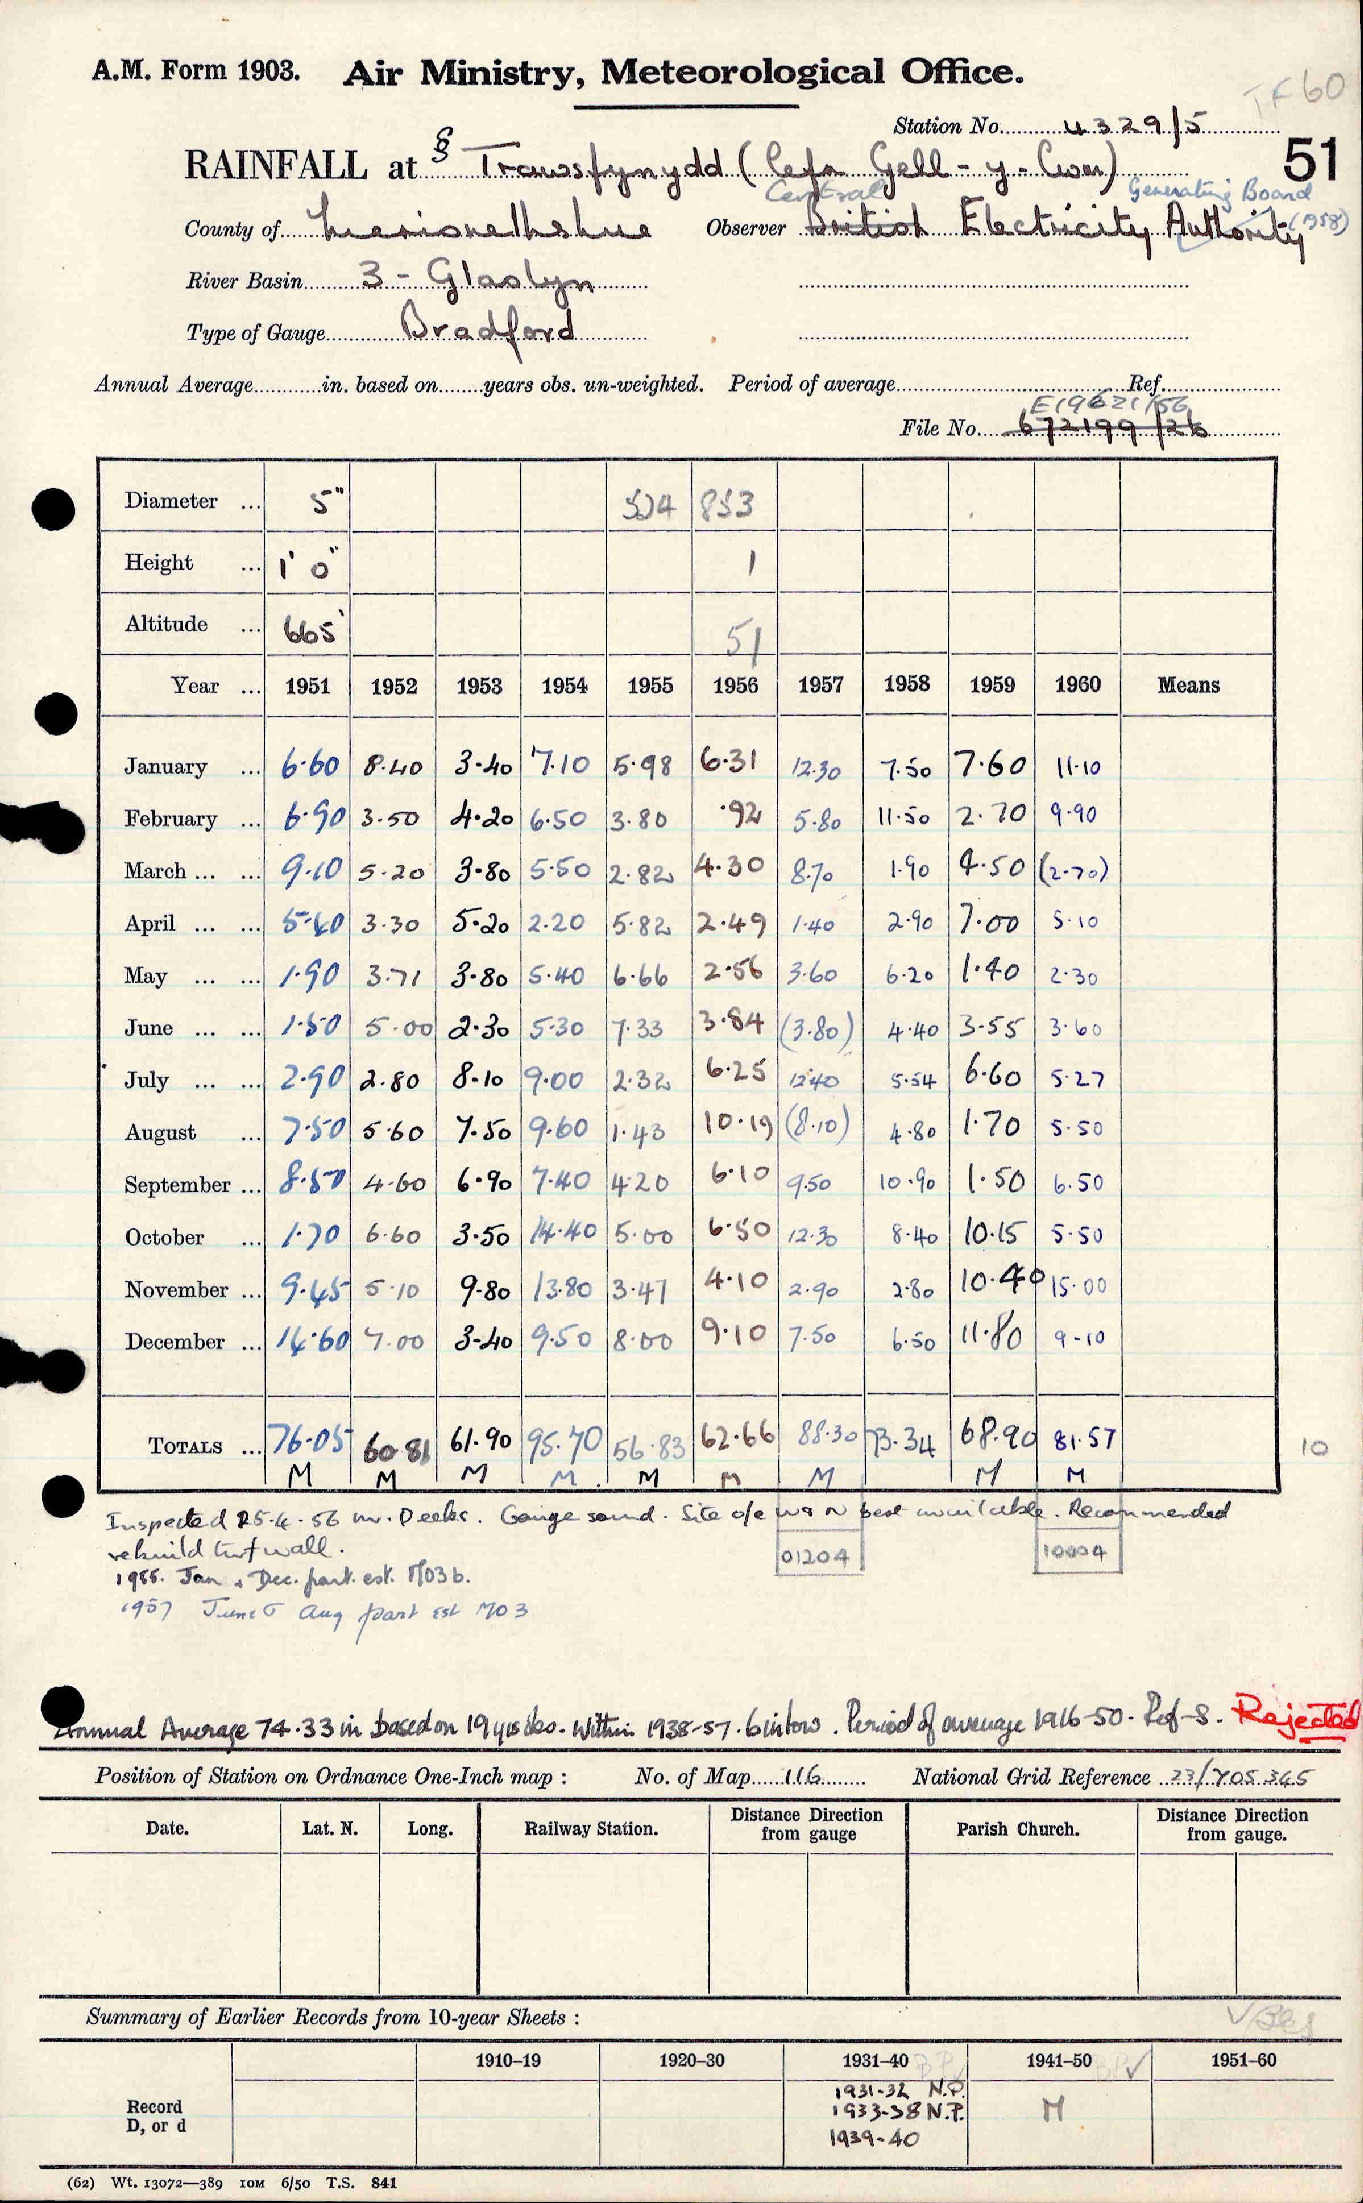 A.M. Form 1903. Air Ministry, Meteorological Office.
TF 60
Station No. 4329/5
51
RAINFALL at § Trawsfynydd (Cefn Gell-y-Cwm)
Central Generating Board (1958)
County of Merionethshire Observer British Electricity Authority
River Basin 3 - Glaslyn
Type of Gauge Bradford
Annual Average in. based on years obs. un-weighted. Period of average Ref.
E19621/56
File No. 672199/26
Diameter ... 5" 524 853
Height ... 1' 0" 1
Altitude ... 665' 51
Year ... 1951 1952 1953 1954 1955 1956 1957 1958 1959 1960 Means
January ... 6.60 8.40 3.40 7.10 5.98 6.31 12.30 7.50 7.60 11.10
February ... 6.90 3.50 4.20 6.50 3.80 .92 5.80 11.50 2.70 9.90
March ... ... 9.10 5.20 3.80 5.50 2.82 4.30 8.70 1.90 4.50 (2.70)
April ... ... 5.40 3.30 5.20 2.20 5.82 2.49 1.40 2.90 7.00 5.10
May ... ... 1.90 3.71 3.80 5.40 6.66 2.56 3.60 6.20 1.40 2.30
June ... ... 1.50 5.00 2.30 5.30 7.33 3.84 (3.80) 4.40 3.55 3.60
July ... ... 2.90 2.80 8.10 9.00 2.32 6.25 12.40 5.54 6.60 5.27
August ... 7.50 5.60 7.50 9.60 1.43 10.19 (8.10) 4.80 1.70 5.50
September ... 8.50 4.60 6.90 7.40 4.20 6.10 9.50 10.90 1.50 6.50
October ... 1.70 6.60 3.50 14.40 5.00 6.50 12.30 8.40 10.15 5.50
November ... 9.45 5.10 9.80 13.80 3.47 4.10 2.90 2.80 10.40 15.00
December ... 14.60 7.00 3.40 9.50 8.00 9.10 7.50 6.50 11.80 9.10
TOTALS ... 76.05 60.81 61.90 95.70 56.83 62.66 88.30 73.34 68.90 81.57
10
M M M M M M M M M
Inspected 25.4.56 Mr. Deeks. Gauge sound. Site o/e W & N best available. Recommended
rebuild turf wall.
01204 10004
1955. Jan & Dec. part. est. MO3b.
1957 June & Aug part est MO3
Annual Average 74.33 in based on 19 yrs obs. Within 1938-57. 6 in tow. Period of average 1916-50. Ref-S. Rejected
Position of Station on Ordnance One-Inch map : No. of Map 116 National Grid Reference 23/705345
Date. Lat. N. Long. Railway Station. Distance Direction from gauge Parish Church. Distance Direction from gauge.
Summary of Earlier Records from 10-year Sheets :
1910–19 1920–30 1931–40 1941–50 1951–60
Record D, or d
1931-32 N.P.
1933-38 N.P.
1939-40
M
(62) Wt. 13072—389 10M 6/50 T.S. 841